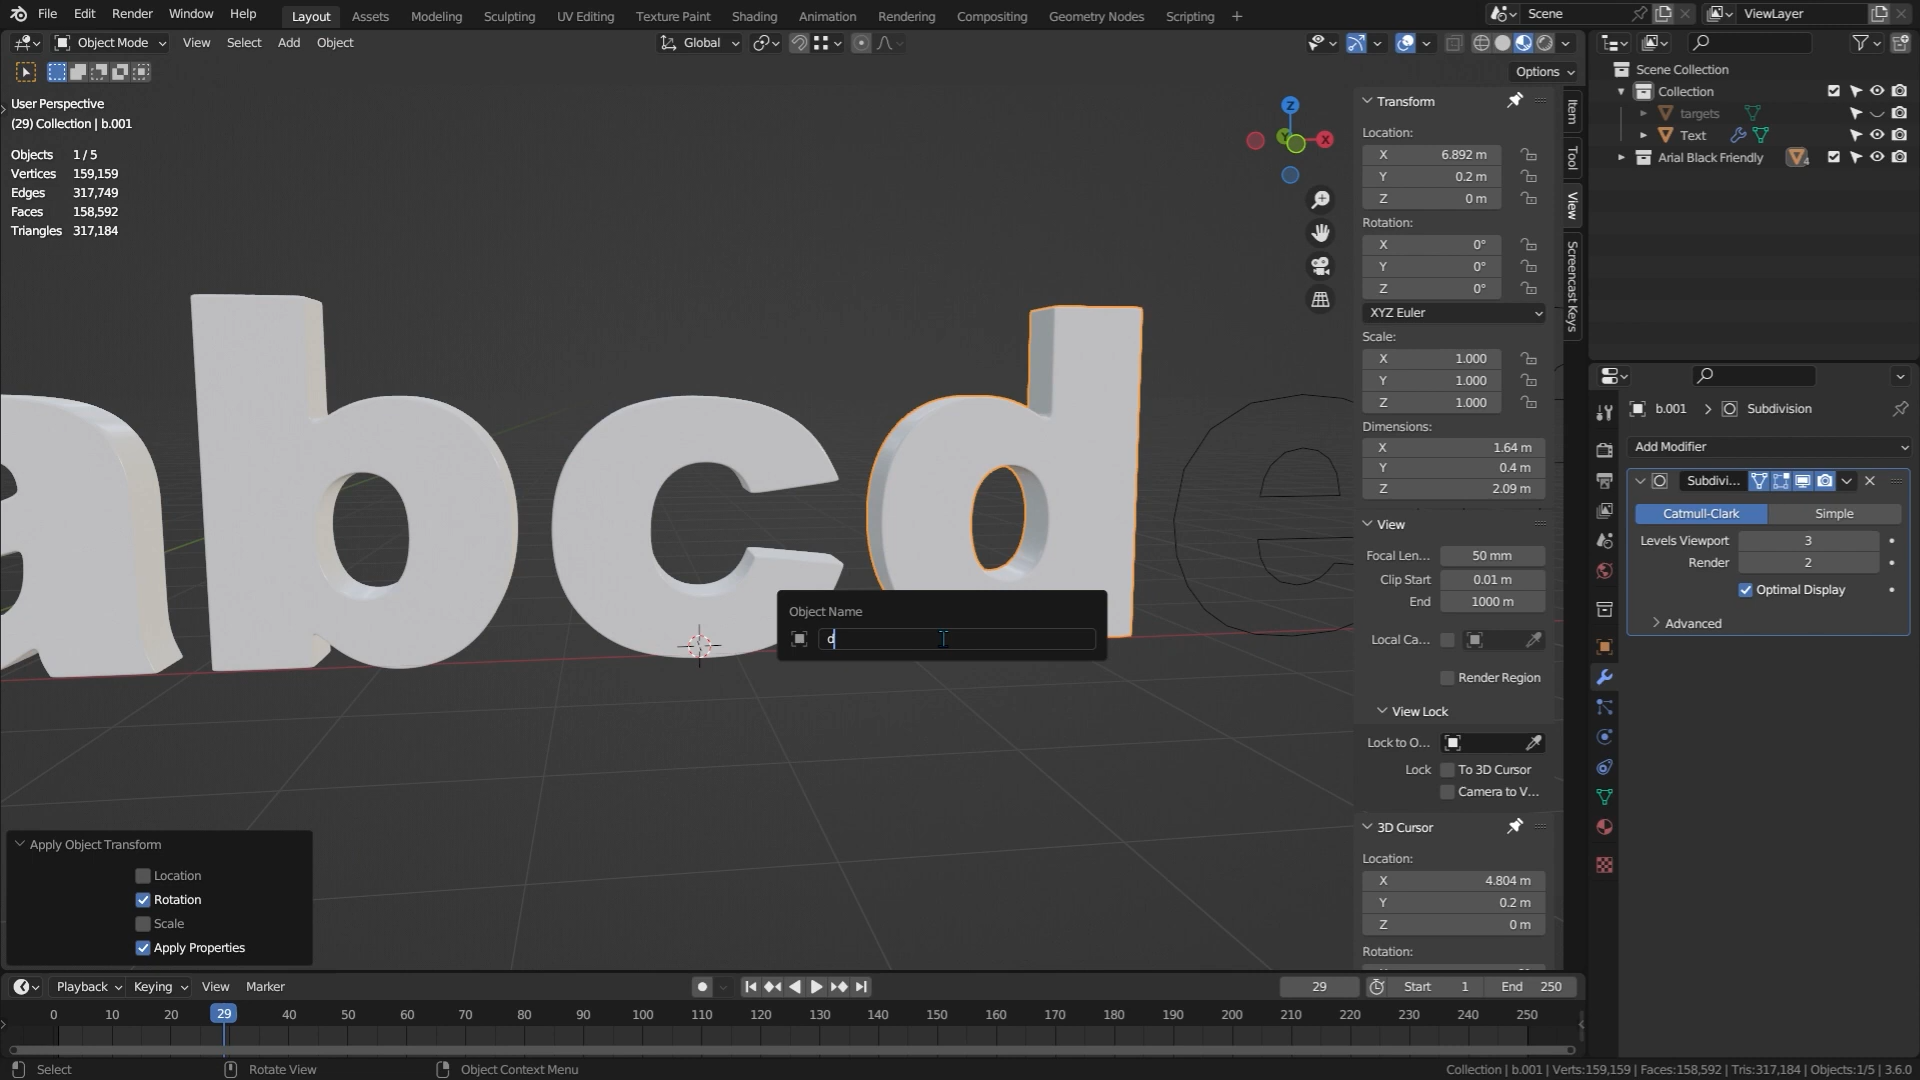 File Edit Render Window Help Layout Assets Modeling Sculpting UV Editing Texture Paint Shading Animation Rendering Compositing Geometry Nodes Scripting + Scene ViewLayer
Object Mode View Select Add Object Global
Options
User Perspective
(29) Collection | b.001
Objects 1 / 5
Vertices 159,159
Edges 317,749
Faces 158,592
Triangles 317,184
Z
Y
X
abcd
e
Object Name
d
Apply Object Transform
Location
Rotation
Scale
Apply Properties
Transform
Location:
X 6.892 m
Y 0.2 m
Z 0 m
Rotation:
X 0°
Y 0°
Z 0°
XYZ Euler
Scale:
X 1.000
Y 1.000
Z 1.000
Dimensions:
X 1.64 m
Y 0.4 m
Z 2.09 m
View
Focal Len... 50 mm
Clip Start 0.01 m
End 1000 m
Local Ca...
Render Region
View Lock
Lock to O...
Lock To 3D Cursor
Camera to V...
3D Cursor
Location:
X 4.804 m
Y 0.2 m
Z 0 m
Rotation:
Item
Tool
View
Screencast Keys
Scene Collection
Collection
targets
Text
Arial Black Friendly 4
b.001 > Subdivision
Add Modifier
Subdivi...
Catmull-Clark Simple
Levels Viewport 3
Render 2
Optimal Display
Advanced
Playback Keying View Marker 29 Start 1 End 250
0 10 20 29 40 50 60 70 80 90 100 110 120 130 140 150 160 170 180 190 200 210 220 230 240 250
Select Rotate View Object Context Menu Collection | b.001 | Verts:159,159 | Faces:158,592 | Tris:317,184 | Objects:1/5 | 3.6.0